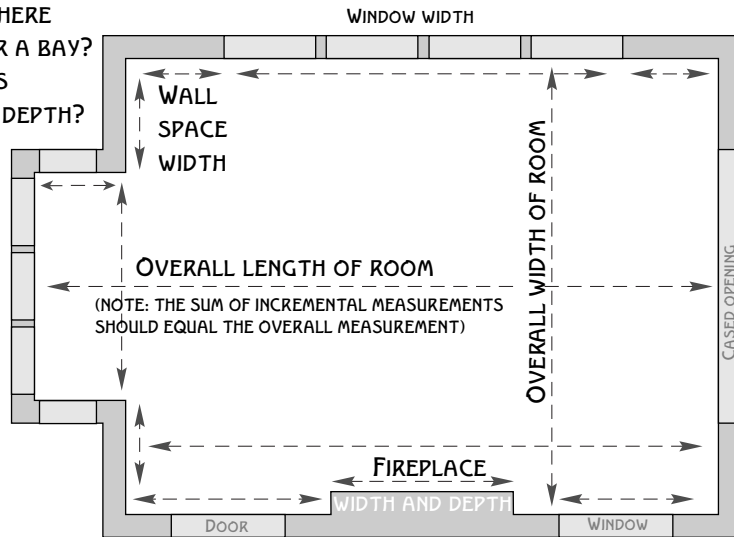 HERE
R A BAY?
S
DEPTH?
WINDOW WIDTH
WALL
SPACE
WIDTH
OVERALL WIDTH OF ROOM
OVERALL LENGTH OF ROOM
(NOTE: THE SUM OF INCREMENTAL MEASUREMENTS
SHOULD EQUAL THE OVERALL MEASUREMENT)
CASED OPENING
FIREPLACE
WIDTH AND DEPTH
DOOR
WINDOW